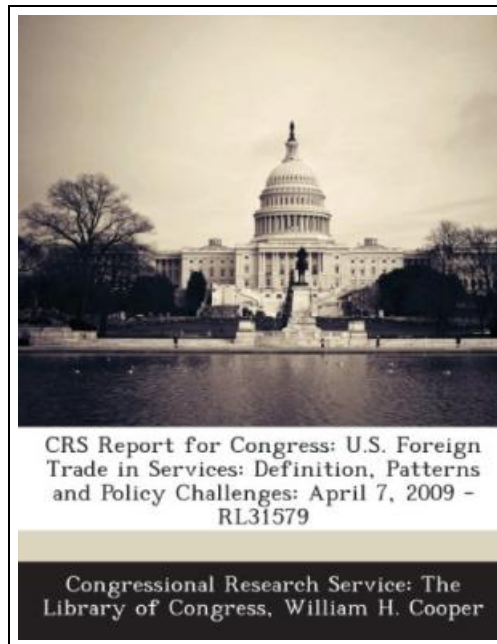 CRS Report for Congress: U.S. Foreign
Trade in Services: Definition, Patterns
and Policy Challenges: April 7, 2009 -
RL31579
Congressional Research Service: The
Library of Congress, William H. Cooper